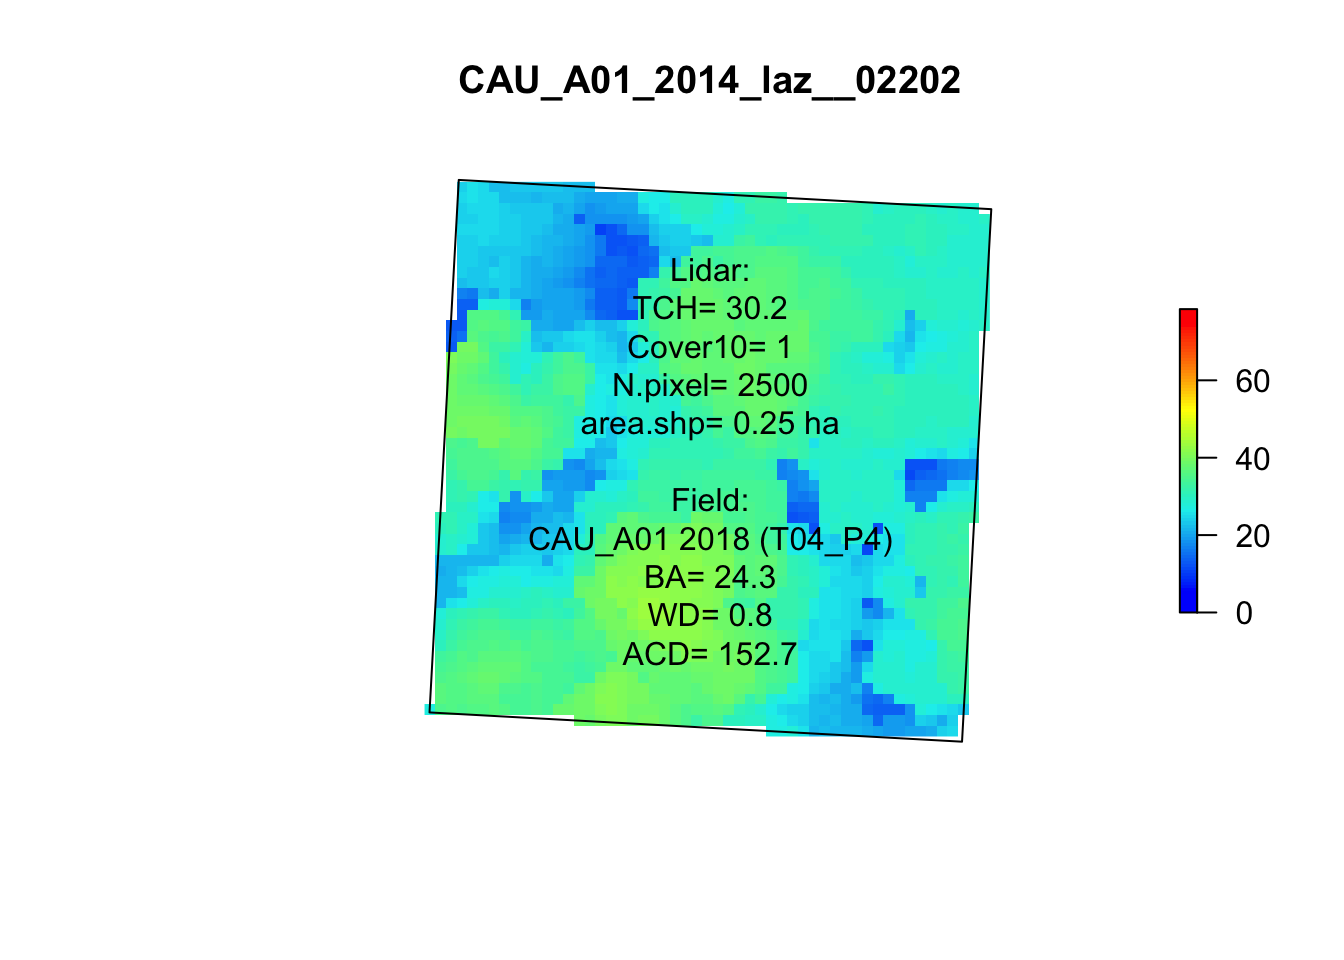 CAU_A01_2014_laz__02202
Lidar:
TCH= 30.2
Cover10= 1
N.pixel= 2500
area.shp= 0.25 ha
Field:
CAU_A01 2018 (T04_P4)
BA= 24.3
WD= 0.8
ACD= 152.7
60
40
20
0